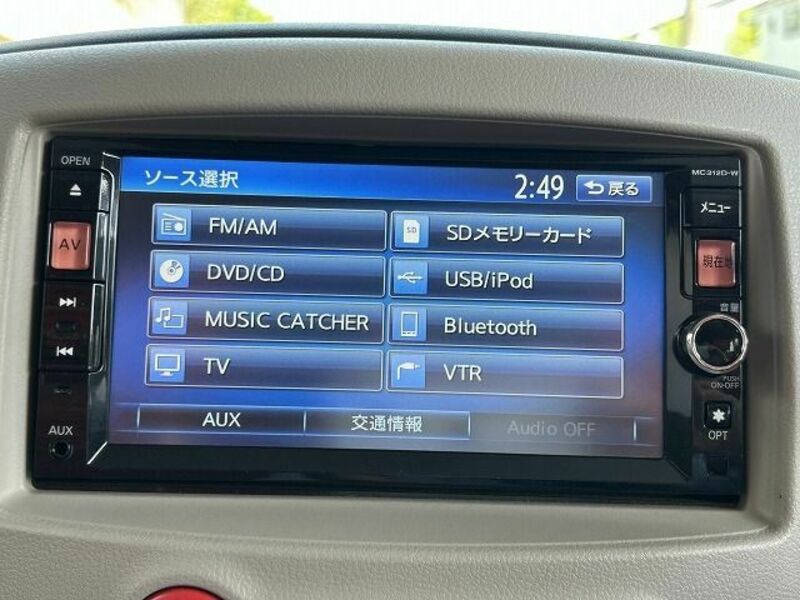 OPEN
MC312D-W
ソース選択
2:49
戻る
メニュー
AV
現在地
FM/AM
SDメモリーカード
SD
DVD/CD
USB/iPod
MUSIC CATCHER
Bluetooth
TV
VTR
音量
PUSH
ON-OFF
AUX
交通情報
Audio OFF
AUX
OPT